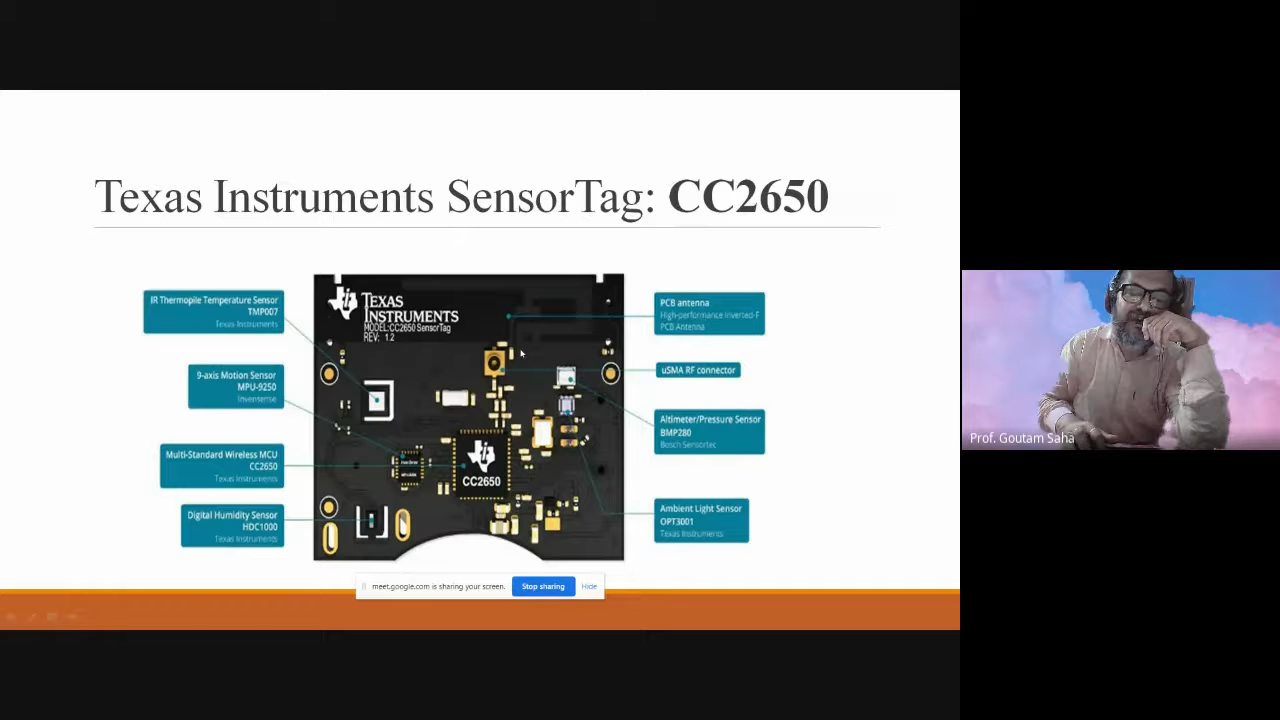 Texas Instruments SensorTag: CC2650
IR Thermopile Temperature Sensor
TMP007
Texas Instruments
9-axis Motion Sensor
MPU-9250
Invensense
Multi-Standard Wireless MCU
CC2650
Texas Instruments
Digital Humidity Sensor
HDC1000
Texas Instruments
TEXAS
INSTRUMENTS
MODEL:CC2650 SensorTag
REV: 1.2
CC2650
PCB antenna
High-performance inverted-F
PCB Antenna
uSMA RF connector
Altimeter/Pressure Sensor
BMP280
Bosch Sensortec
Ambient Light Sensor
OPT3001
Texas Instruments
meet.google.com is sharing your screen.
Stop sharing
Hide
Prof. Goutam Saha